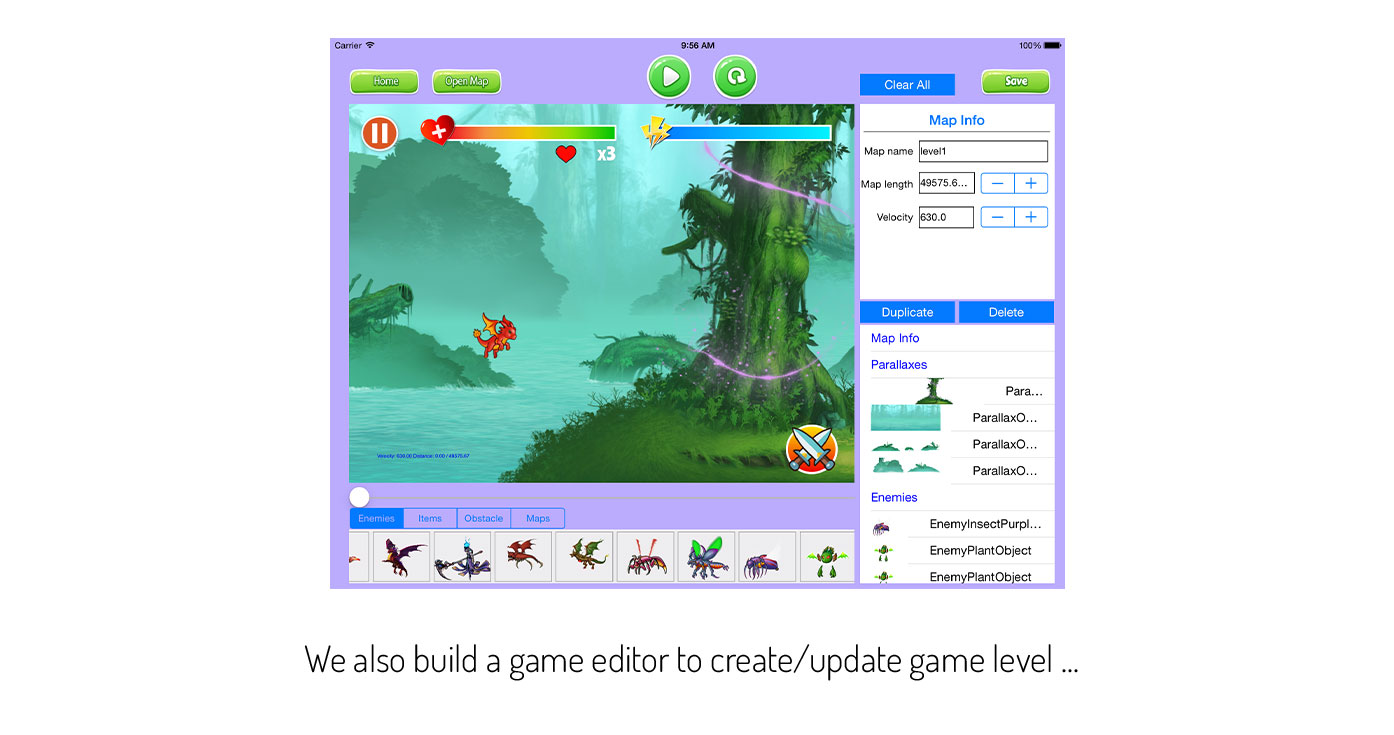 Carrier
9:56 AM
100%
Home
Open Map
Clear All
Save
x3
Map Info
Map name
level1
Map length
49575.6...
Velocity
630.0
Duplicate
Delete
Map Info
Parallaxes
Para...
ParallaxO...
ParallaxO...
ParallaxO...
Velocity: 630.00 Distance: 0.00 / 49575.67
Enemies
Items
Obstacle
Maps
Enemies
EnemyInsectPurpl...
EnemyPlantObject
EnemyPlantObject
We also build a game editor to create/update game level ...